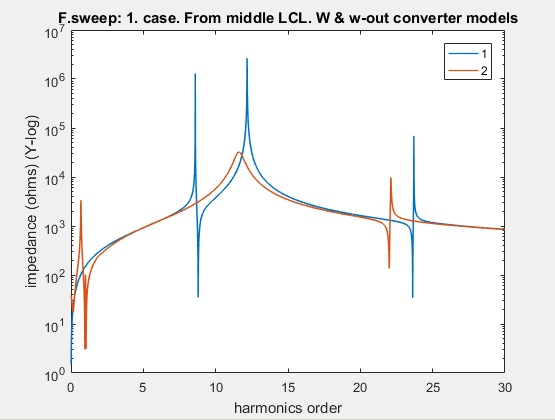 F.sweep: 1. case. From middle LCL. W & w-out converter models
10^7
10^6
10^5
10^4
10^3
10^2
10^1
10^0
impedance (ohms) (Y-log)
1
2
0 5 10 15 20 25 30
harmonics order